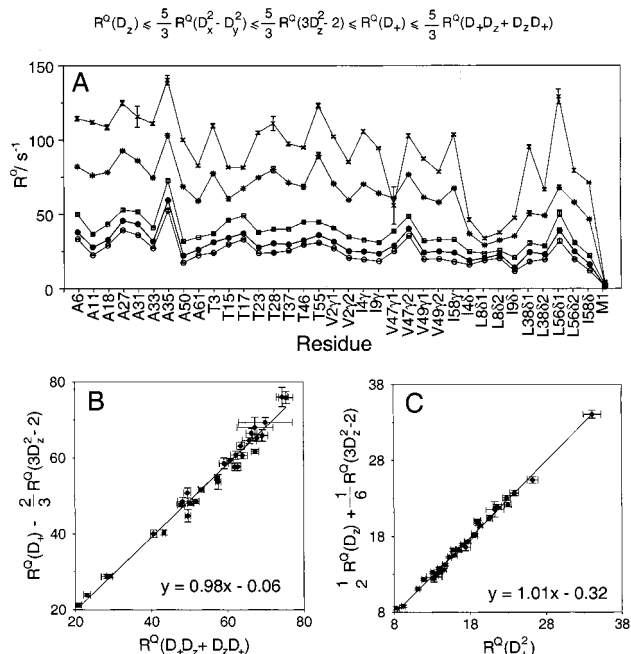 R^Q(D_z) ⩽ 5/3 R^Q(D_x^2 - D_y^2) ⩽ 5/3 R^Q(3D_z^2 - 2) ⩽ R^Q(D_+) ⩽ 5/3 R^Q(D_+D_z + D_zD_+)
A
R^Q/ s^-1
150
100
50
0
A6 A11 A18 A27 A31 A33 A35 A50 A61 T3 T15 T17 T23 T28 T37 T46 T55 V2γ1 V2γ2 I4γ I9γ V47γ1 V47γ2 V49γ1 V49γ2 I58γ I4δ L8δ1 L8δ2 I9δ L38δ1 L38δ2 L56δ1 L56δ2 I58δ M1
Residue
B
R^Q(D_+) - 2/3 R^Q(3D_z^2 - 2)
80
60
40
20
y = 0.98x - 0.06
20 30 40 50 60 70 80
R^Q(D_+D_z + D_zD_+)
C
1/2 R^Q(D_z) + 1/6 R^Q(3D_z^2 - 2)
38
28
18
8
y = 1.01x - 0.32
8 18 28 38
R^Q(D_+^2)